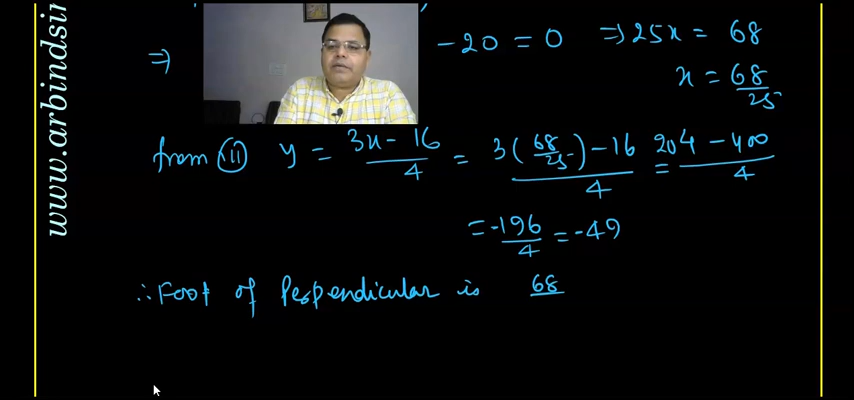 www.arbindsin
⇒ -20 = 0 ⇒ 25x = 68
x = 68/25
from (ii) y = (3x - 16)/4 = (3(68/25) - 16)/4 = (204 - 400)/4
= -196/4 = -49
∴ Foot of Perpendicular is 68